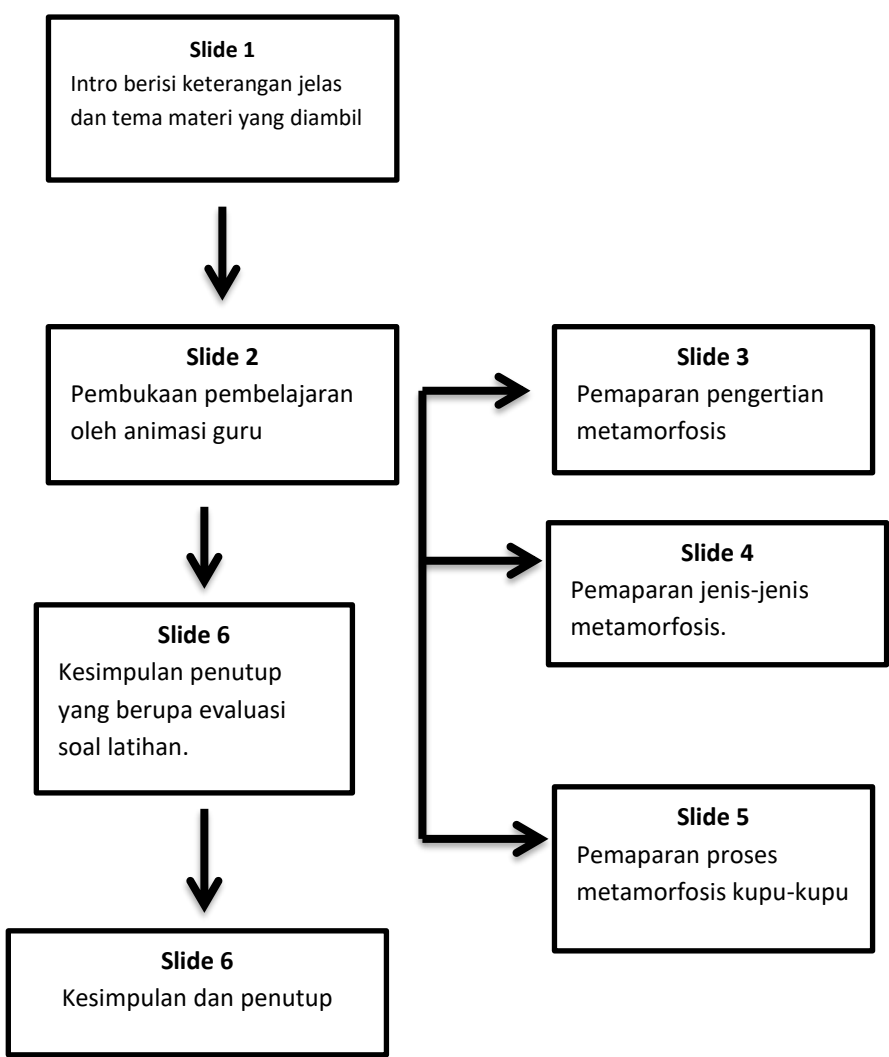 Slide 1
Intro berisi keterangan jelas
dan tema materi yang diambil
Slide 2
Pembukaan pembelajaran
oleh animasi guru
Slide 3
Pemaparan pengertian
metamorfosis
Slide 4
Pemaparan jenis-jenis
metamorfosis.
Slide 5
Pemaparan proses
metamorfosis kupu-kupu
Slide 6
Kesimpulan penutup
yang berupa evaluasi
soal latihan.
Slide 6
Kesimpulan dan penutup